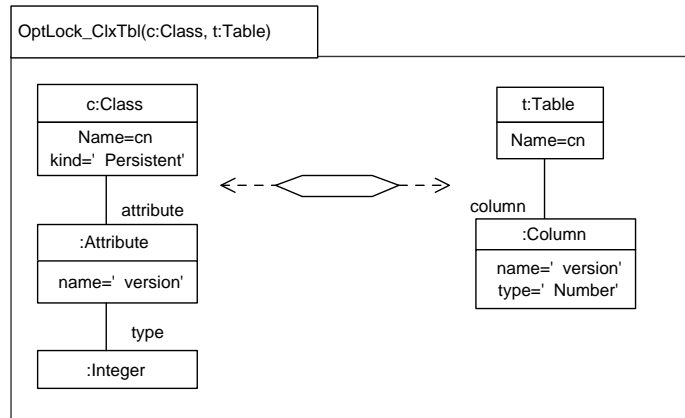 OptLock_ClxTbl(c:Class, t:Table)
c:Class
Name=cn
kind=' Persistent'
attribute
:Attribute
name=' version'
type
:Integer
t:Table
Name=cn
column
:Column
name=' version'
type=' Number'